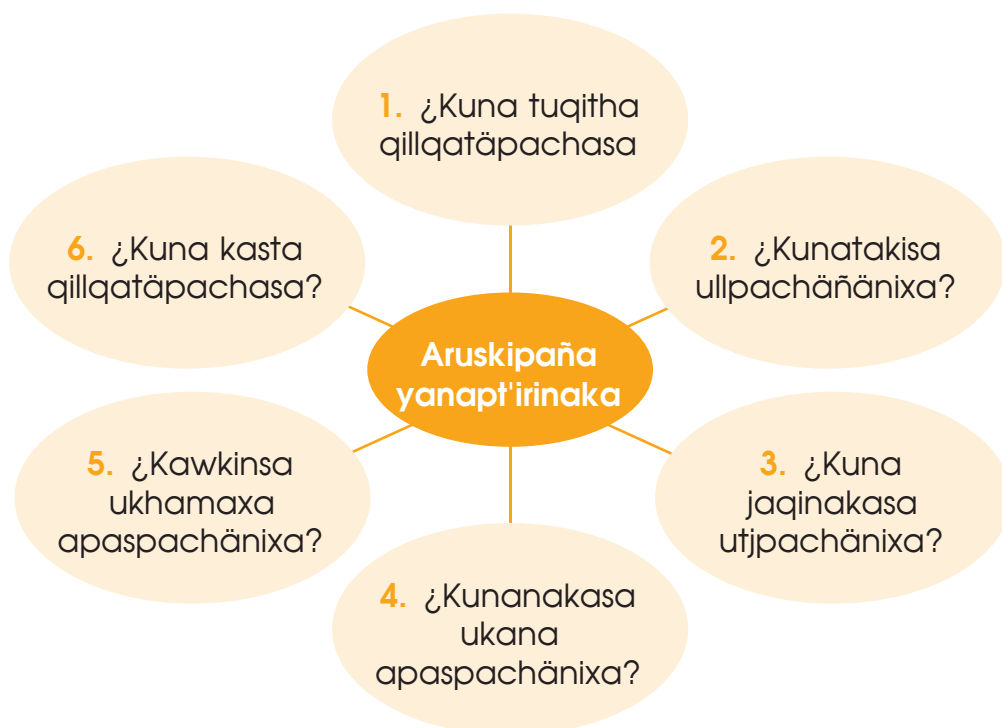 1. ¿Kuna tuqitha
qillqatäpachasa
2. ¿Kunatakisa
ullpachäñänixa?
3. ¿Kuna
jaqinakasa
utjpachänixa?
4. ¿Kunanakasa
ukana
apaspachänixa?
5. ¿Kawkinsa
ukhamaxa
apaspachänixa?
6. ¿Kuna kasta
qillqatäpachasa?
Aruskipaña
yanapt'irinaka